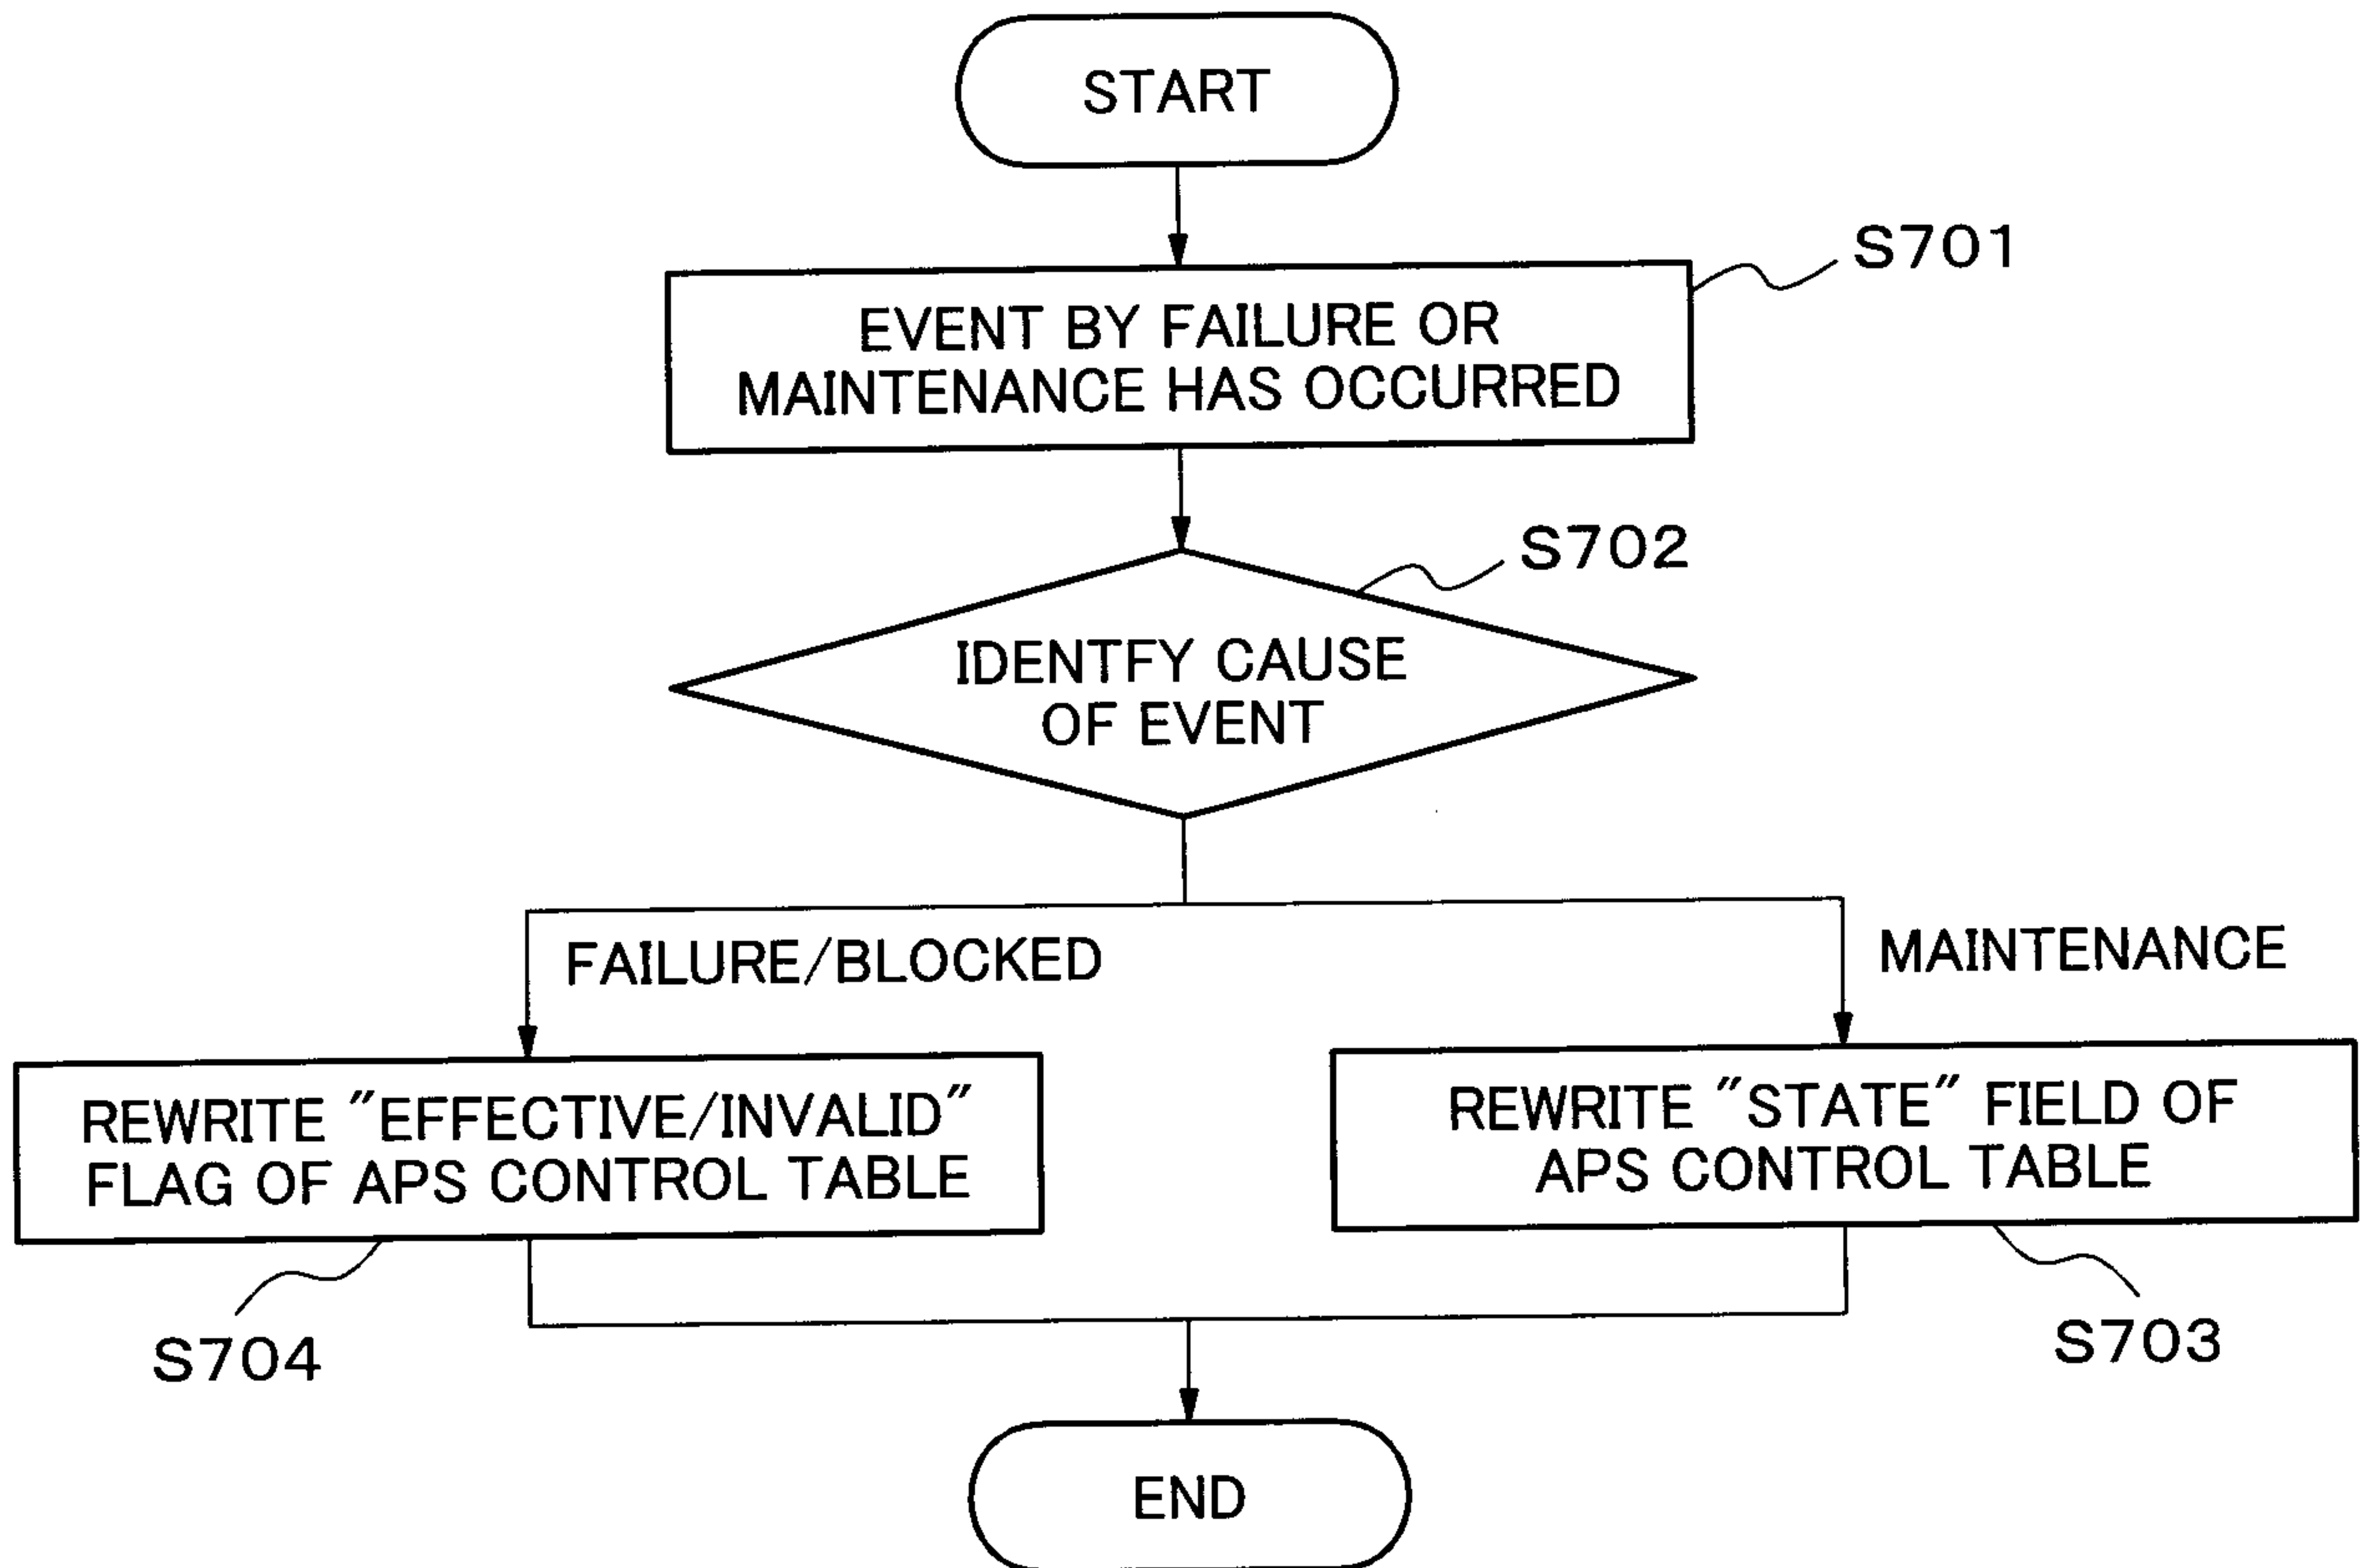 START
S701
EVENT BY FAILURE OR
MAINTENANCE HAS OCCURRED
S702
IDENTFY CAUSE
OF EVENT
FAILURE/BLOCKED
MAINTENANCE
REWRITE "EFFECTIVE/INVALID"
FLAG OF APS CONTROL TABLE
REWRITE "STATE" FIELD OF
APS CONTROL TABLE
S704
S703
END